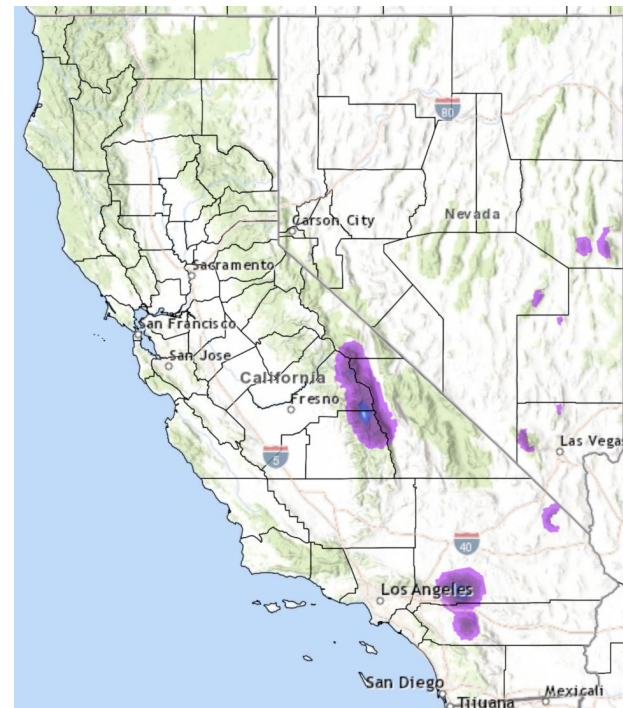 80
Carson City
Nevada
Sacramento
San Francisco
San Jose
California
Fresno
5
Las Vegas
40
Los Angeles
San Diego
Mexicali
Tijuana